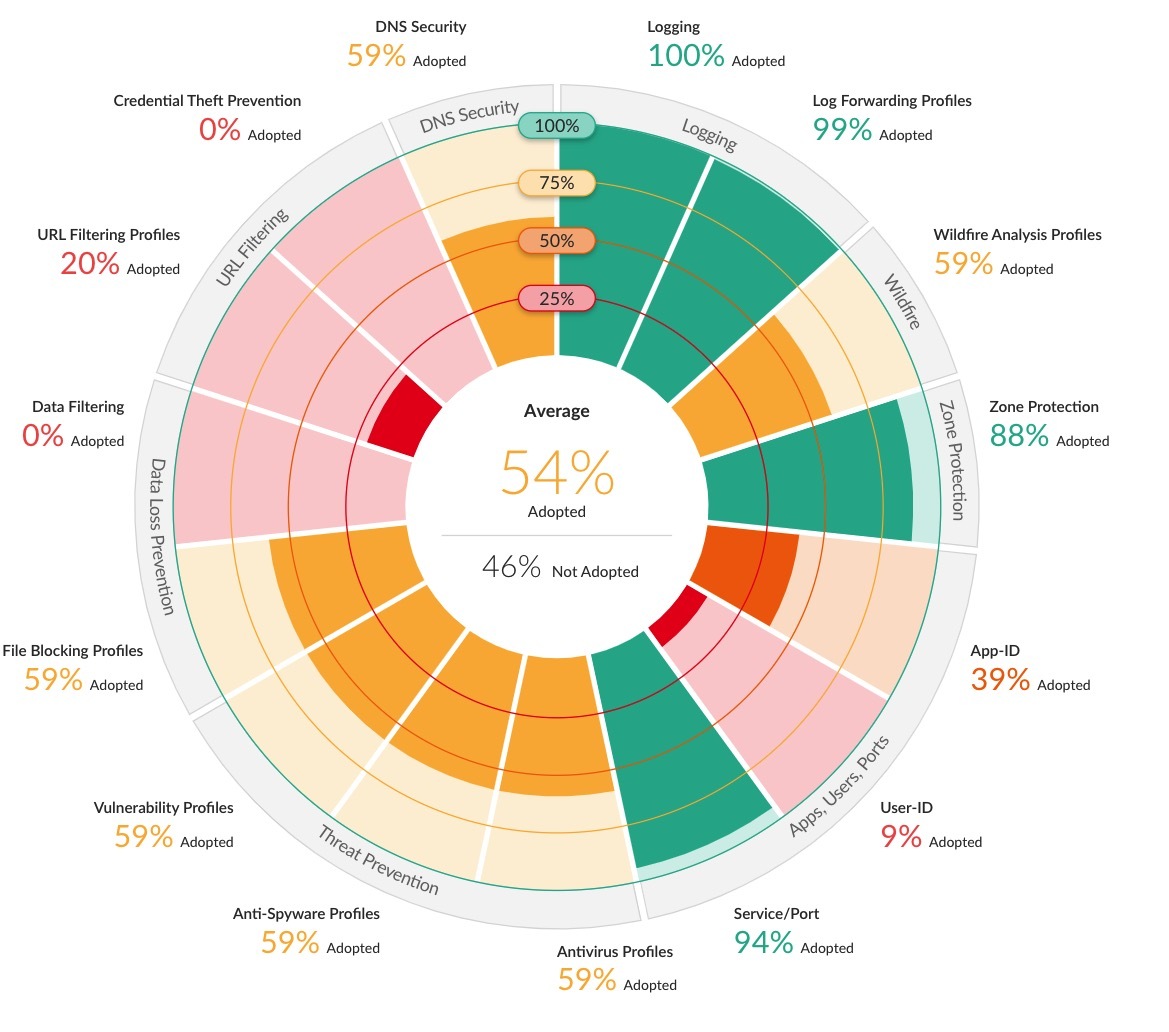 DNS Security
59% Adopted
Logging
100% Adopted
Credential Theft Prevention
0% Adopted
Log Forwarding Profiles
99% Adopted
DNS Security
Logging
100%
75%
50%
25%
URL Filtering
Wildfire
URL Filtering Profiles
20% Adopted
Wildfire Analysis Profiles
59% Adopted
Data Filtering
0% Adopted
Zone Protection
Zone Protection
88% Adopted
Average
54%
Adopted
46% Not Adopted
Data Loss Prevention
File Blocking Profiles
59% Adopted
App-ID
39% Adopted
Apps, Users, Ports
Vulnerability Profiles
59% Adopted
User-ID
9% Adopted
Threat Prevention
Anti-Spyware Profiles
59% Adopted
Antivirus Profiles
59% Adopted
Service/Port
94% Adopted